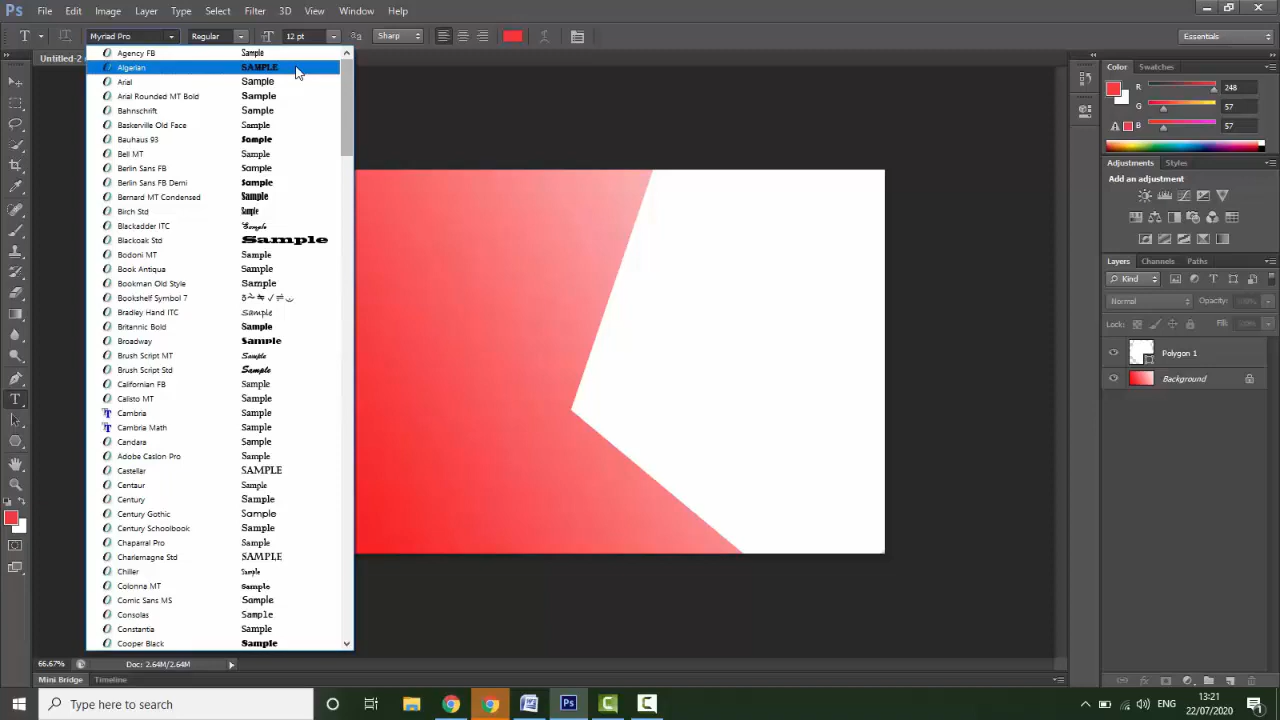 Ps File Edit Image Layer Type Select Filter 3D View Window Help
T Myriad Pro Regular 12 pt Sharp Essentials
Untitled-2
Agency FB Sample
Algerian SAMPLE
Arial Sample
Arial Rounded MT Bold Sample
Bahnschrift Sample
Baskerville Old Face Sample
Bauhaus 93 Sample
Bell MT Sample
Berlin Sans FB Sample
Berlin Sans FB Demi Sample
Bernard MT Condensed Sample
Birch Std Sample
Blackadder ITC Sample
Blackoak Std Sample
Bodoni MT Sample
Book Antiqua Sample
Bookman Old Style Sample
Bookshelf Symbol 7
Bradley Hand ITC Sample
Britannic Bold Sample
Broadway Sample
Brush Script MT Sample
Brush Script Std Sample
Californian FB Sample
Calisto MT Sample
Cambria Sample
Cambria Math Sample
Candara Sample
Adobe Caslon Pro Sample
Castellar SAMPLE
Centaur Sample
Century Sample
Century Gothic Sample
Century Schoolbook Sample
Chaparral Pro Sample
Charlemagne Std SAMPLE
Chiller Sample
Colonna MT Sample
Comic Sans MS Sample
Consolas Sample
Constantia Sample
Cooper Black Sample
Color Swatches
R 248
G 57
B 57
Adjustments Styles
Add an adjustment
Layers Channels Paths
Kind
Normal Opacity:
Lock: Fill:
Polygon 1
Background
66.67% Doc: 2.64M/2.64M
Mini Bridge Timeline
Type here to search
ENG
13:21
22/07/2020